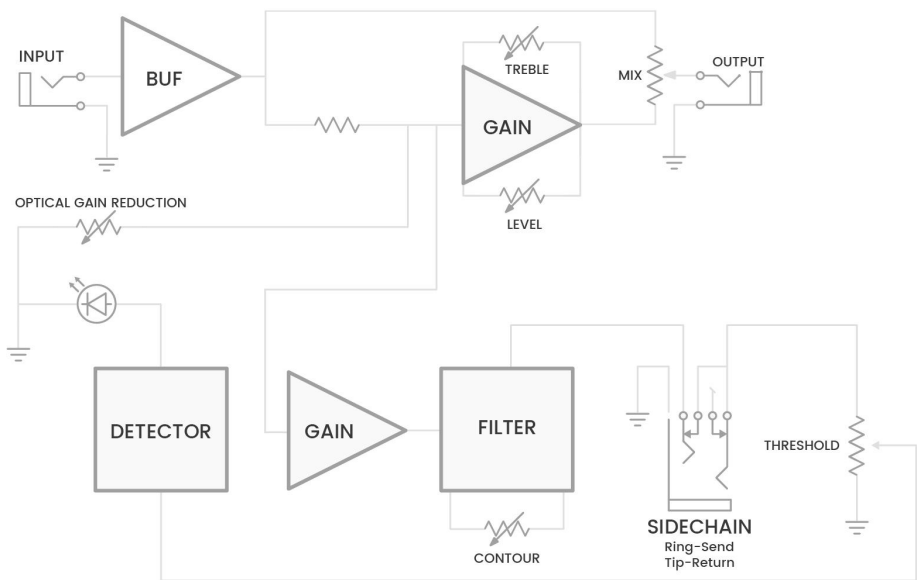 INPUT
BUF
TREBLE
GAIN
LEVEL
MIX
OUTPUT
OPTICAL GAIN REDUCTION
DETECTOR
GAIN
FILTER
CONTOUR
SIDECHAIN
Ring-Send
Tip-Return
THRESHOLD